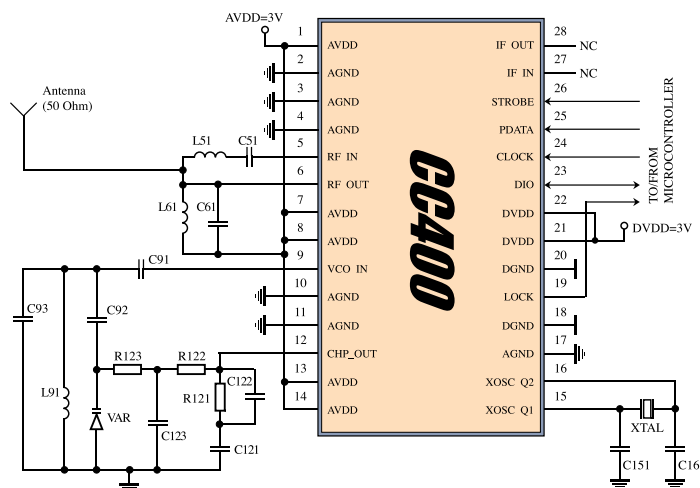 AVDD=3V
1 AVDD IF OUT 28 NC
2 AGND IF IN 27 NC
3 AGND STROBE 26
4 AGND PDATA 25
5 RF IN CLOCK 24
6 RF OUT DIO 23
7 AVDD DVDD 22
8 AVDD DVDD 21
9 VCO IN DGND 20
10 AGND LOCK 19
11 AGND DGND 18
12 CHP_OUT AGND 17
13 AVDD XOSC Q2 16
14 AVDD XOSC Q1 15
CC400
TO/FROM
MICROCONTROLLER
DVDD=3V
Antenna
(50 Ohm)
L51
C51
L61
C61
C91
C93
C92
R123
R122
L91
R121
C122
VAR
C123
C121
XTAL
C151
C16